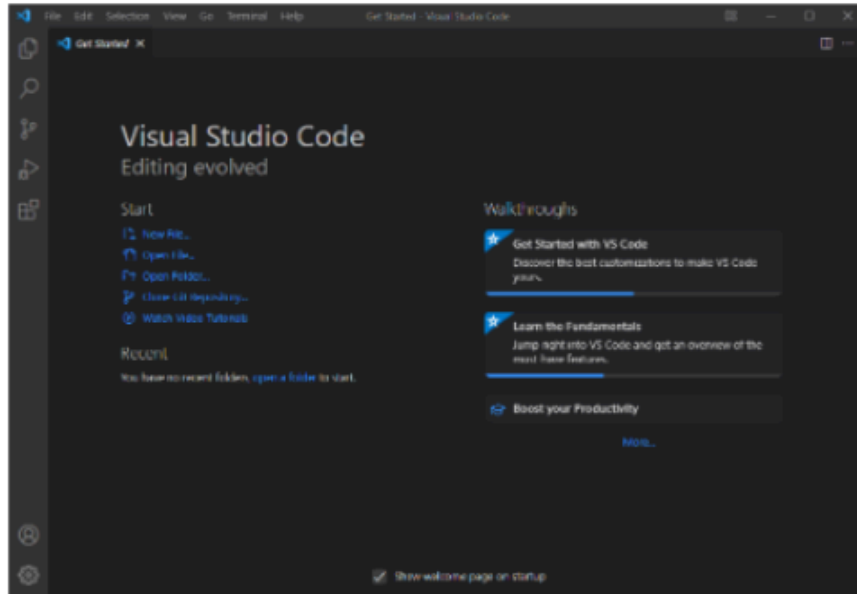 File Edit Selection View Go Terminal Help
Get Started - Visual Studio Code
Get Started
Visual Studio Code
Editing evolved
Start
New File...
Open File...
Open Folder...
Clone Git Repository...
Watch Video Tutorials
Recent
You have no recent folders, open a folder to start.
Walkthroughs
Get Started with VS Code
Discover the best customizations to make VS Code
yours.
Learn the Fundamentals
Jump right into VS Code and get an overview of the
must have features.
Boost your Productivity
More...
Show welcome page on startup